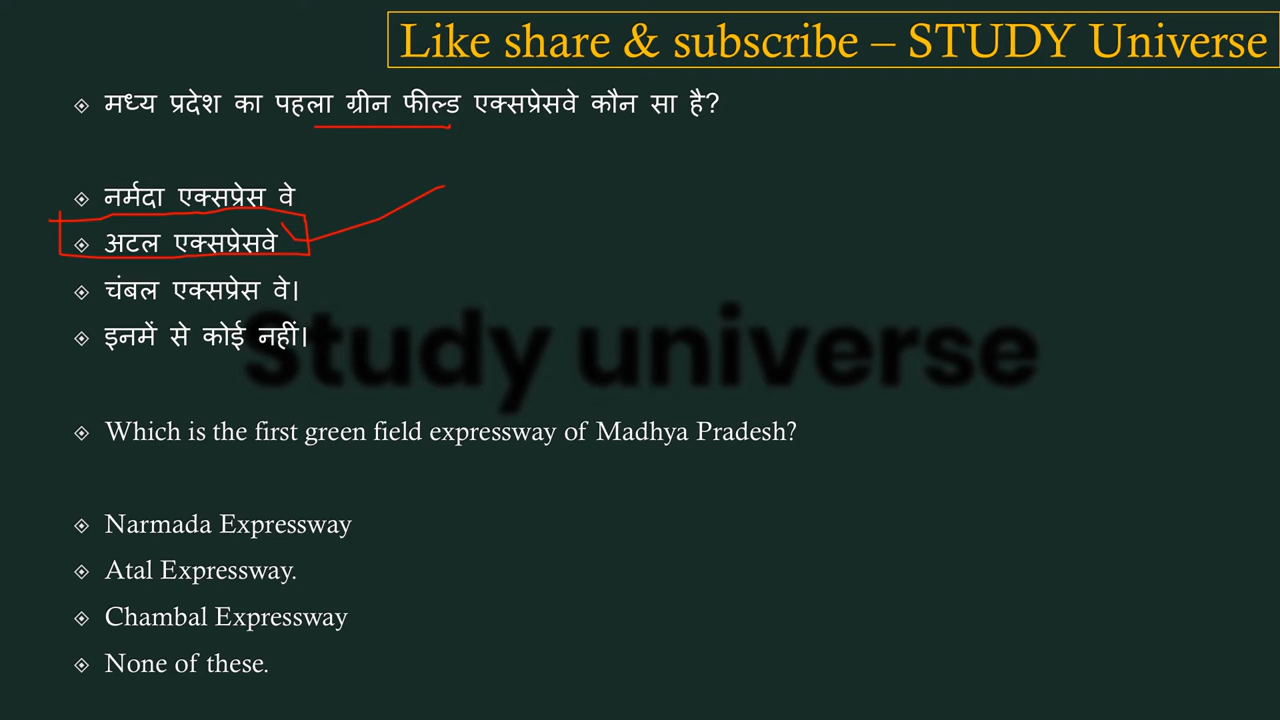 Like share & subscribe – STUDY Universe
मध्य प्रदेश का पहला ग्रीन फील्ड एक्सप्रेसवे कौन सा है?
नर्मदा एक्सप्रेस वे
अटल एक्सप्रेसवे
चंबल एक्सप्रेस वे।
इनमें से कोई नहीं।
Study universe
Which is the first green field expressway of Madhya Pradesh?
Narmada Expressway
Atal Expressway.
Chambal Expressway
None of these.